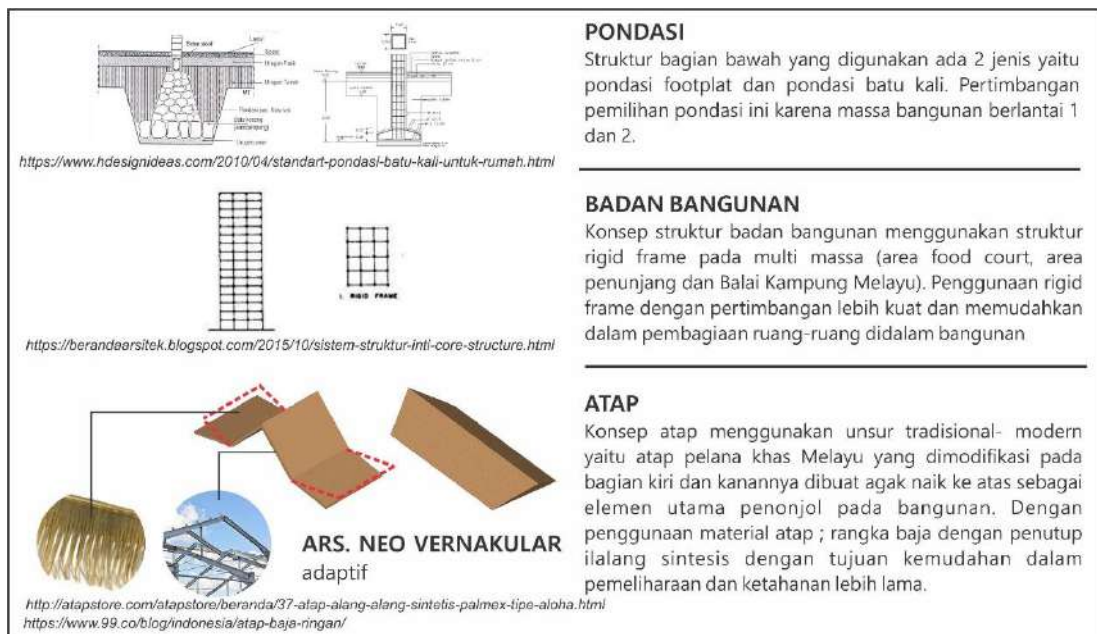 PONDASI
Struktur bagian bawah yang digunakan ada 2 jenis yaitu
pondasi footplat dan pondasi batu kali. Pertimbangan
pemilihan pondasi ini karena massa bangunan berlantai 1
dan 2.
https://www.hdesignideas.com/2010/04/standart-pondasi-batu-kali-untuk-rumah.html
BADAN BANGUNAN
Konsep struktur badan bangunan menggunakan struktur
rigid frame pada multi massa (area food court, area
penunjang dan Balai Kampung Melayu). Penggunaan rigid
frame dengan pertimbangan lebih kuat dan memudahkan
dalam pembagiaan ruang-ruang didalam bangunan
RIGID FRAME
https://berandaarsitek.blogspot.com/2015/10/sistem-struktur-inti-core-structure.html
ATAP
Konsep atap menggunakan unsur tradisional- modern
yaitu atap pelana khas Melayu yang dimodifikasi pada
bagian kiri dan kanannya dibuat agak naik ke atas sebagai
elemen utama penonjol pada bangunan. Dengan
penggunaan material atap ; rangka baja dengan penutup
ilalang sintesis dengan tujuan kemudahan dalam
pemeliharaan dan ketahanan lebih lama.
ARS. NEO VERNAKULAR
adaptif
http://atapstore.com/atapstore/beranda/37-atap-alang-alang-sintetis-palmex-tipe-aloha.html
https://www.99.co/blog/indonesia/atap-baja-ringan/